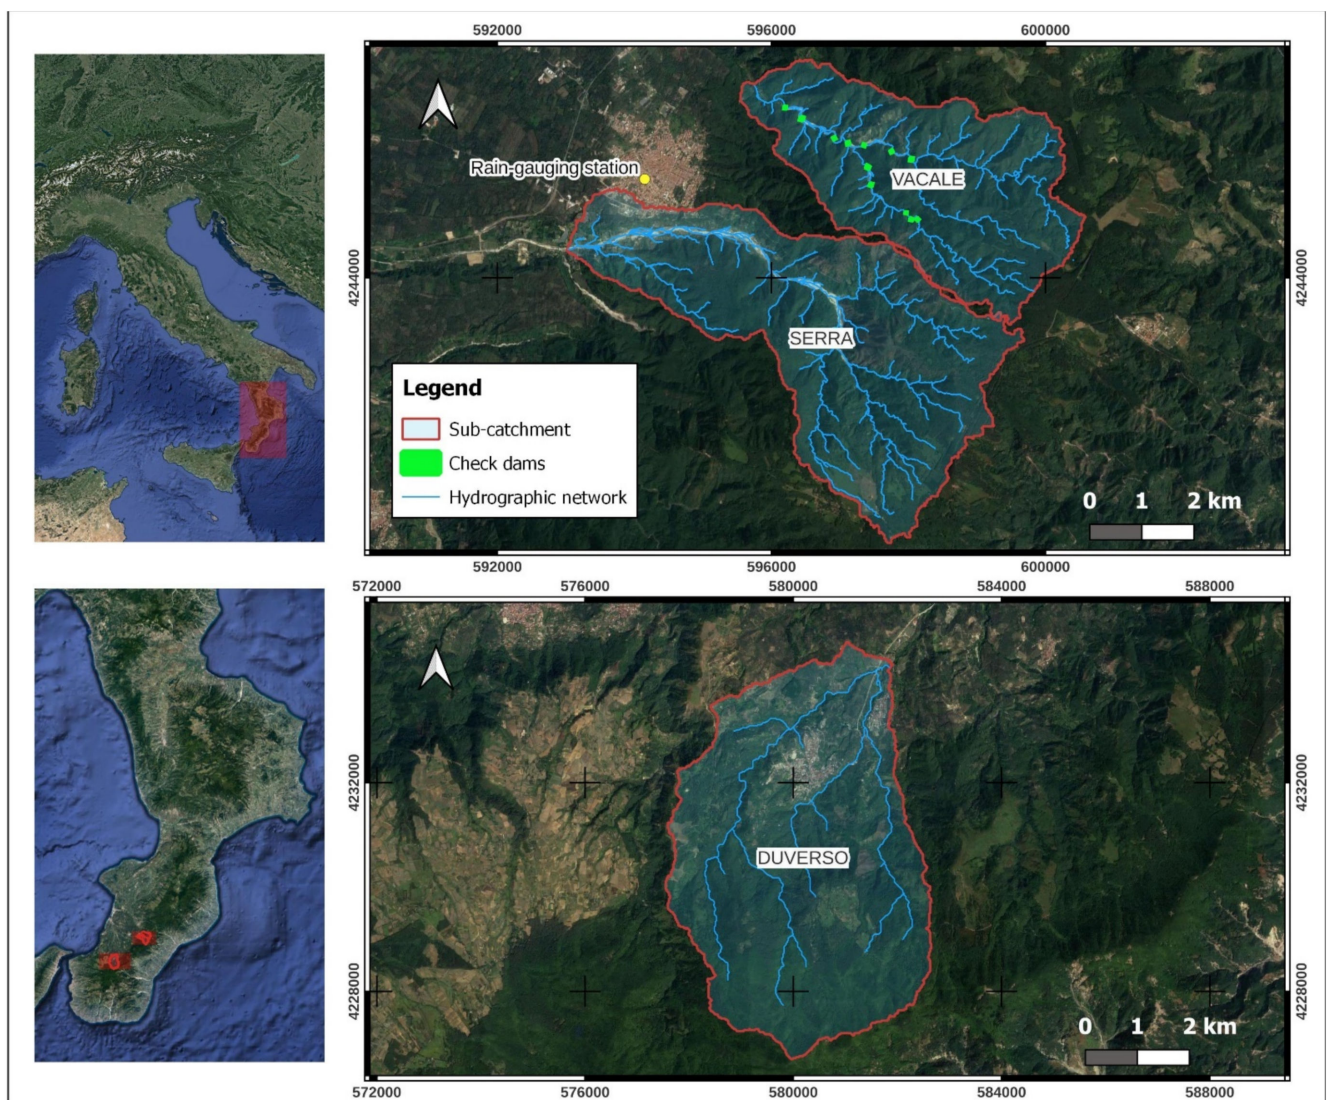 592000 596000 600000
Rain-gauging station
VACALE
4244000
4244000
SERRA
Legend
Sub-catchment
Check dams
Hydrographic network
0 1 2 km
592000 596000 600000
572000 576000 580000 584000 588000
4232000
4232000
DUVERSO
4228000
4228000
0 1 2 km
572000 576000 580000 584000 588000